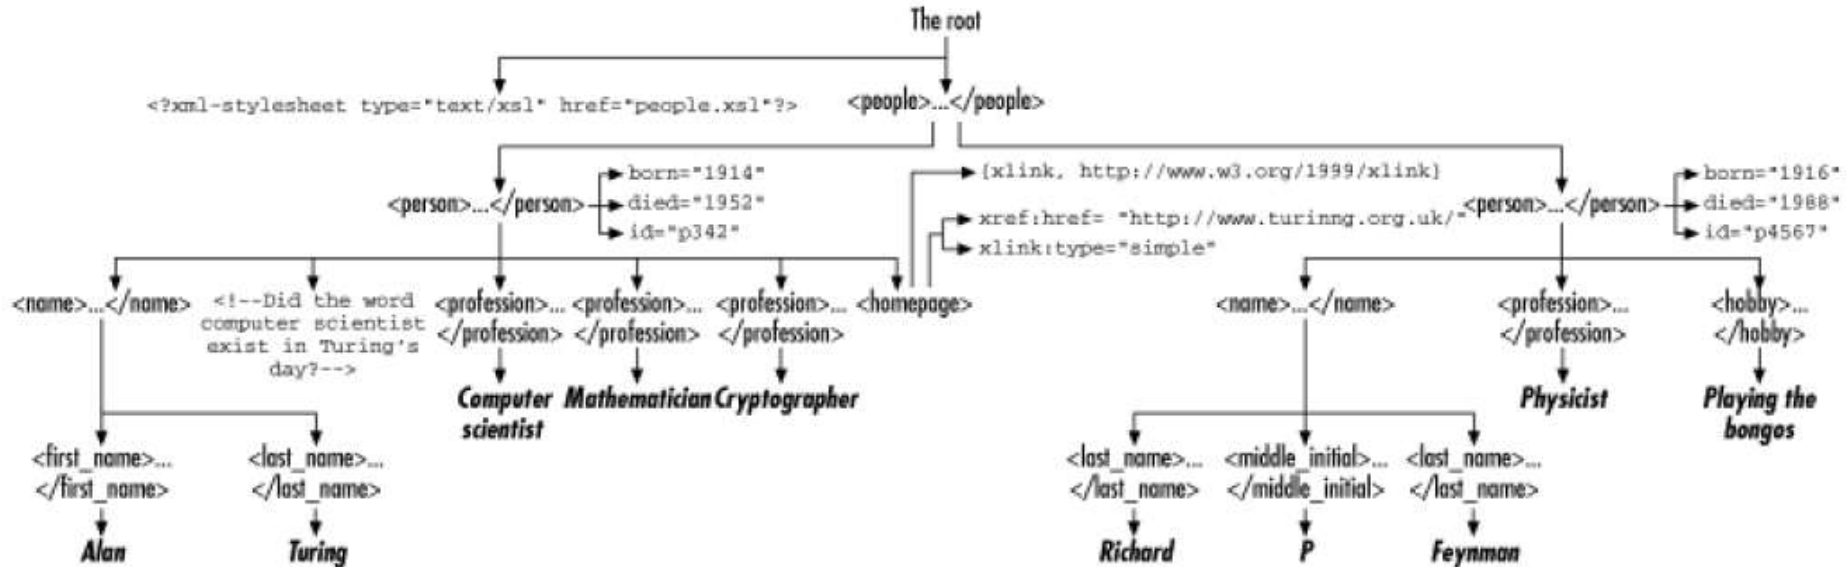 The root
<?xml-stylesheet type="text/xsl" href="people.xsl"?>
<people>...</people>
<person>...</person>
born="1914"
died="1952"
id="p342"
{xlink, http://www.w3.org/1999/xlink}
xref:href= "http://www.turinng.org.uk/"
xlink:type="simple"
<person>...</person>
born="1916"
died="1988"
id="p4567"
<name>...</name>
<!--Did the word
computer scientist
exist in Turing's
day?-->
<profession>...
</profession>
<profession>...
</profession>
<profession>...
</profession>
<homepage>
<name>...</name>
<profession>...
</profession>
<hobby>...
</hobby>
Computer
scientist
Mathematician
Cryptographer
Physicist
Playing the
bongos
<first_name>...
</first_name>
<last_name>...
</last_name>
<last_name>...
</last_name>
<middle_initial>...
</middle_initial>
<last_name>...
</last_name>
Alan
Turing
Richard
P
Feynman